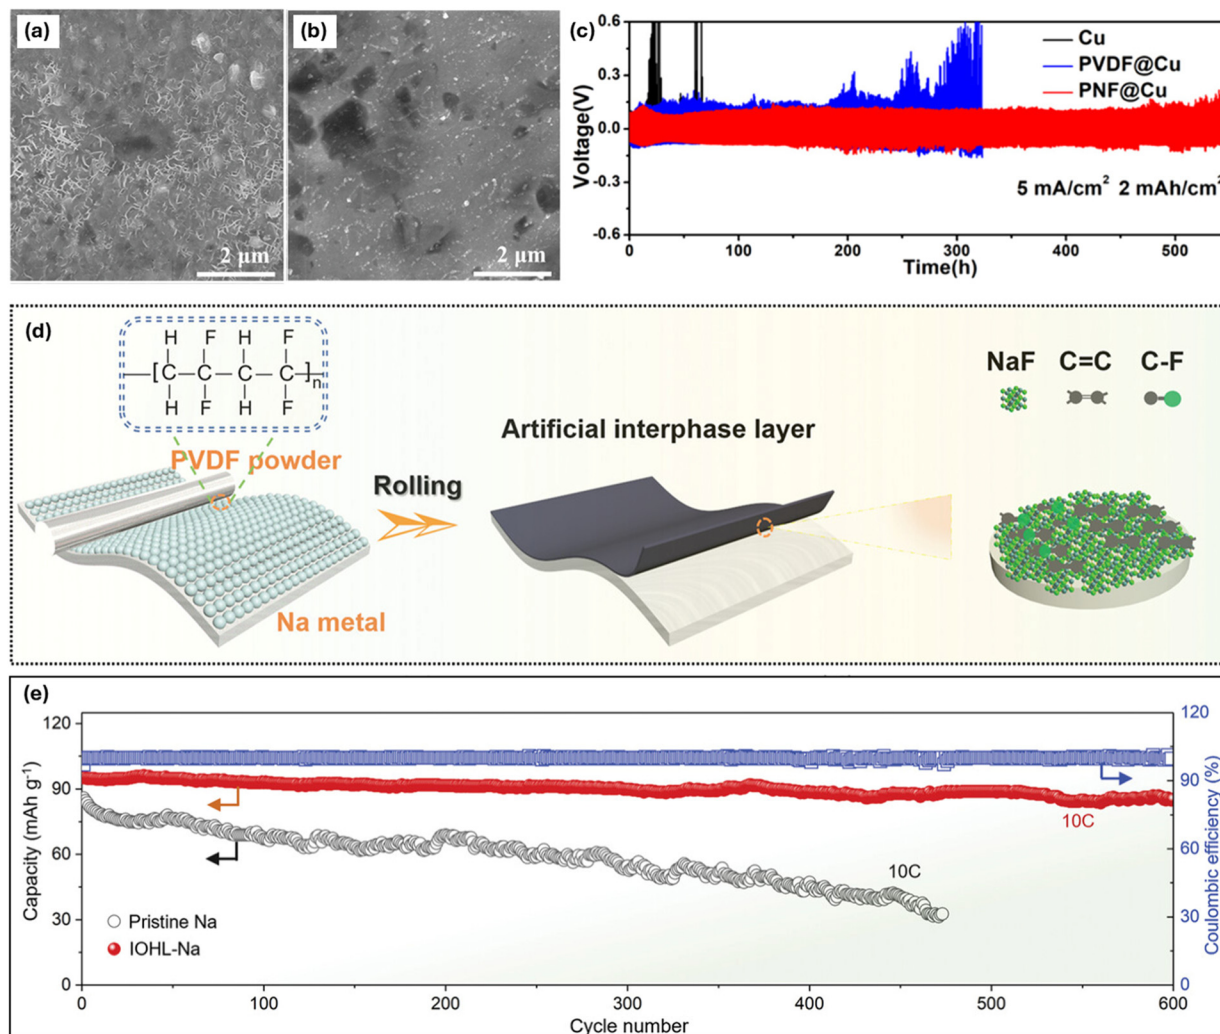 (a)
2 μm
(b)
2 μm
(c)
Voltage(V)
0.6
0.3
0.0
-0.3
-0.6
Cu
PVDF@Cu
PNF@Cu
5 mA/cm² 2 mAh/cm²
0 100 200 300 400 500
Time(h)
(d)
H F H F
[C C C C]n
H F H F
PVDF powder
Na metal
Rolling
Artificial interphase layer
NaF C=C C-F
(e)
Capacity (mAh g⁻¹)
120
90
60
30
0
10C
10C
Pristine Na
IOHL-Na
0 100 200 300 400 500 600
Cycle number
120
90
60
30
0
Coulombic efficiency (%)